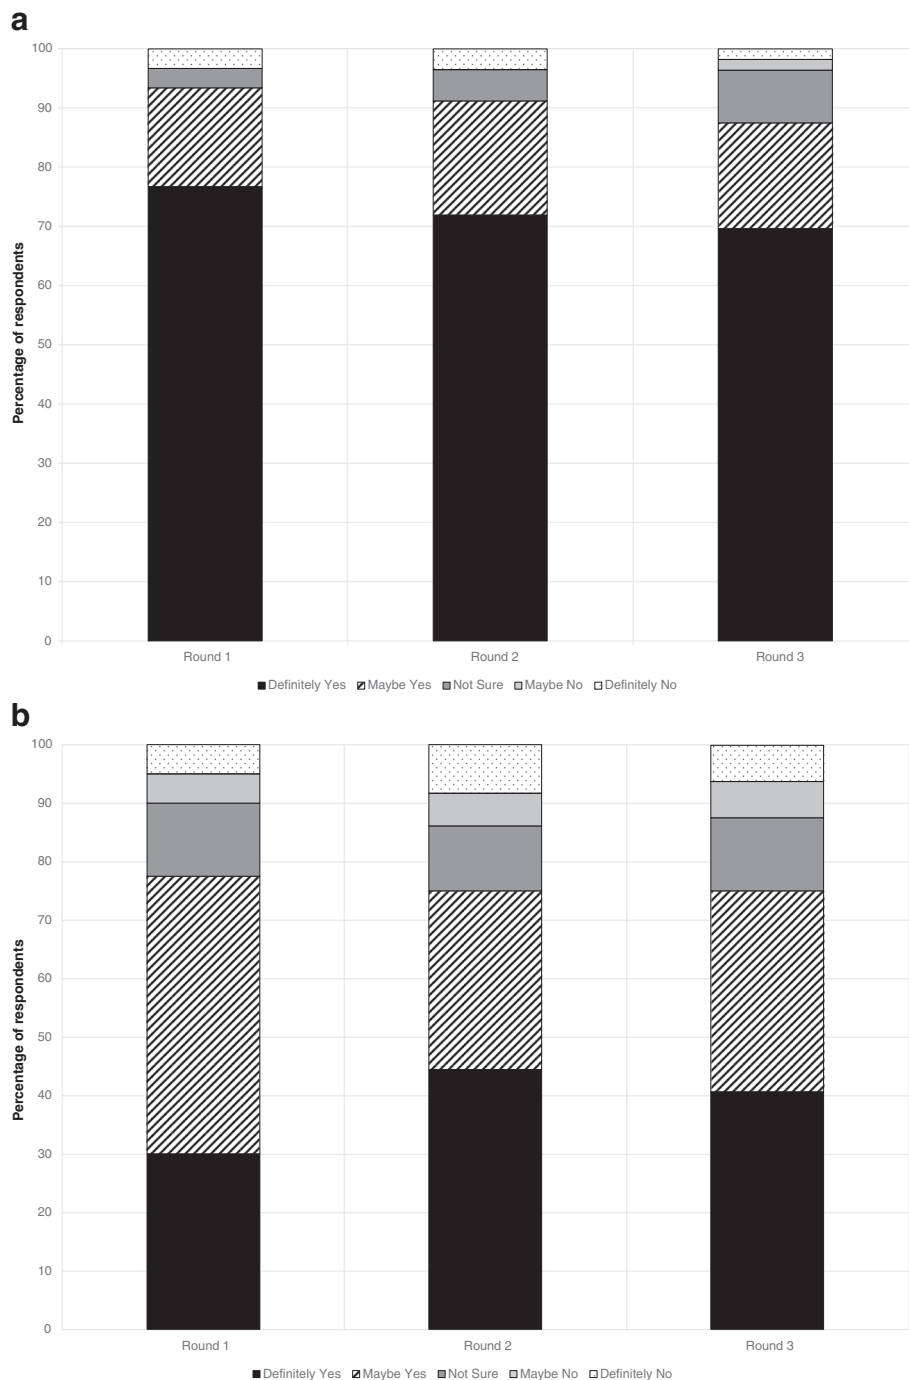 a
100
90
80
70
60
50
40
30
20
10
0
Percentage of respondents
Round 1 Round 2 Round 3
Definitely Yes Maybe Yes Not Sure Maybe No Definitely No
b
100
90
80
70
60
50
40
30
20
10
0
Percentage of respondents
Round 1 Round 2 Round 3
Definitely Yes Maybe Yes Not Sure Maybe No Definitely No